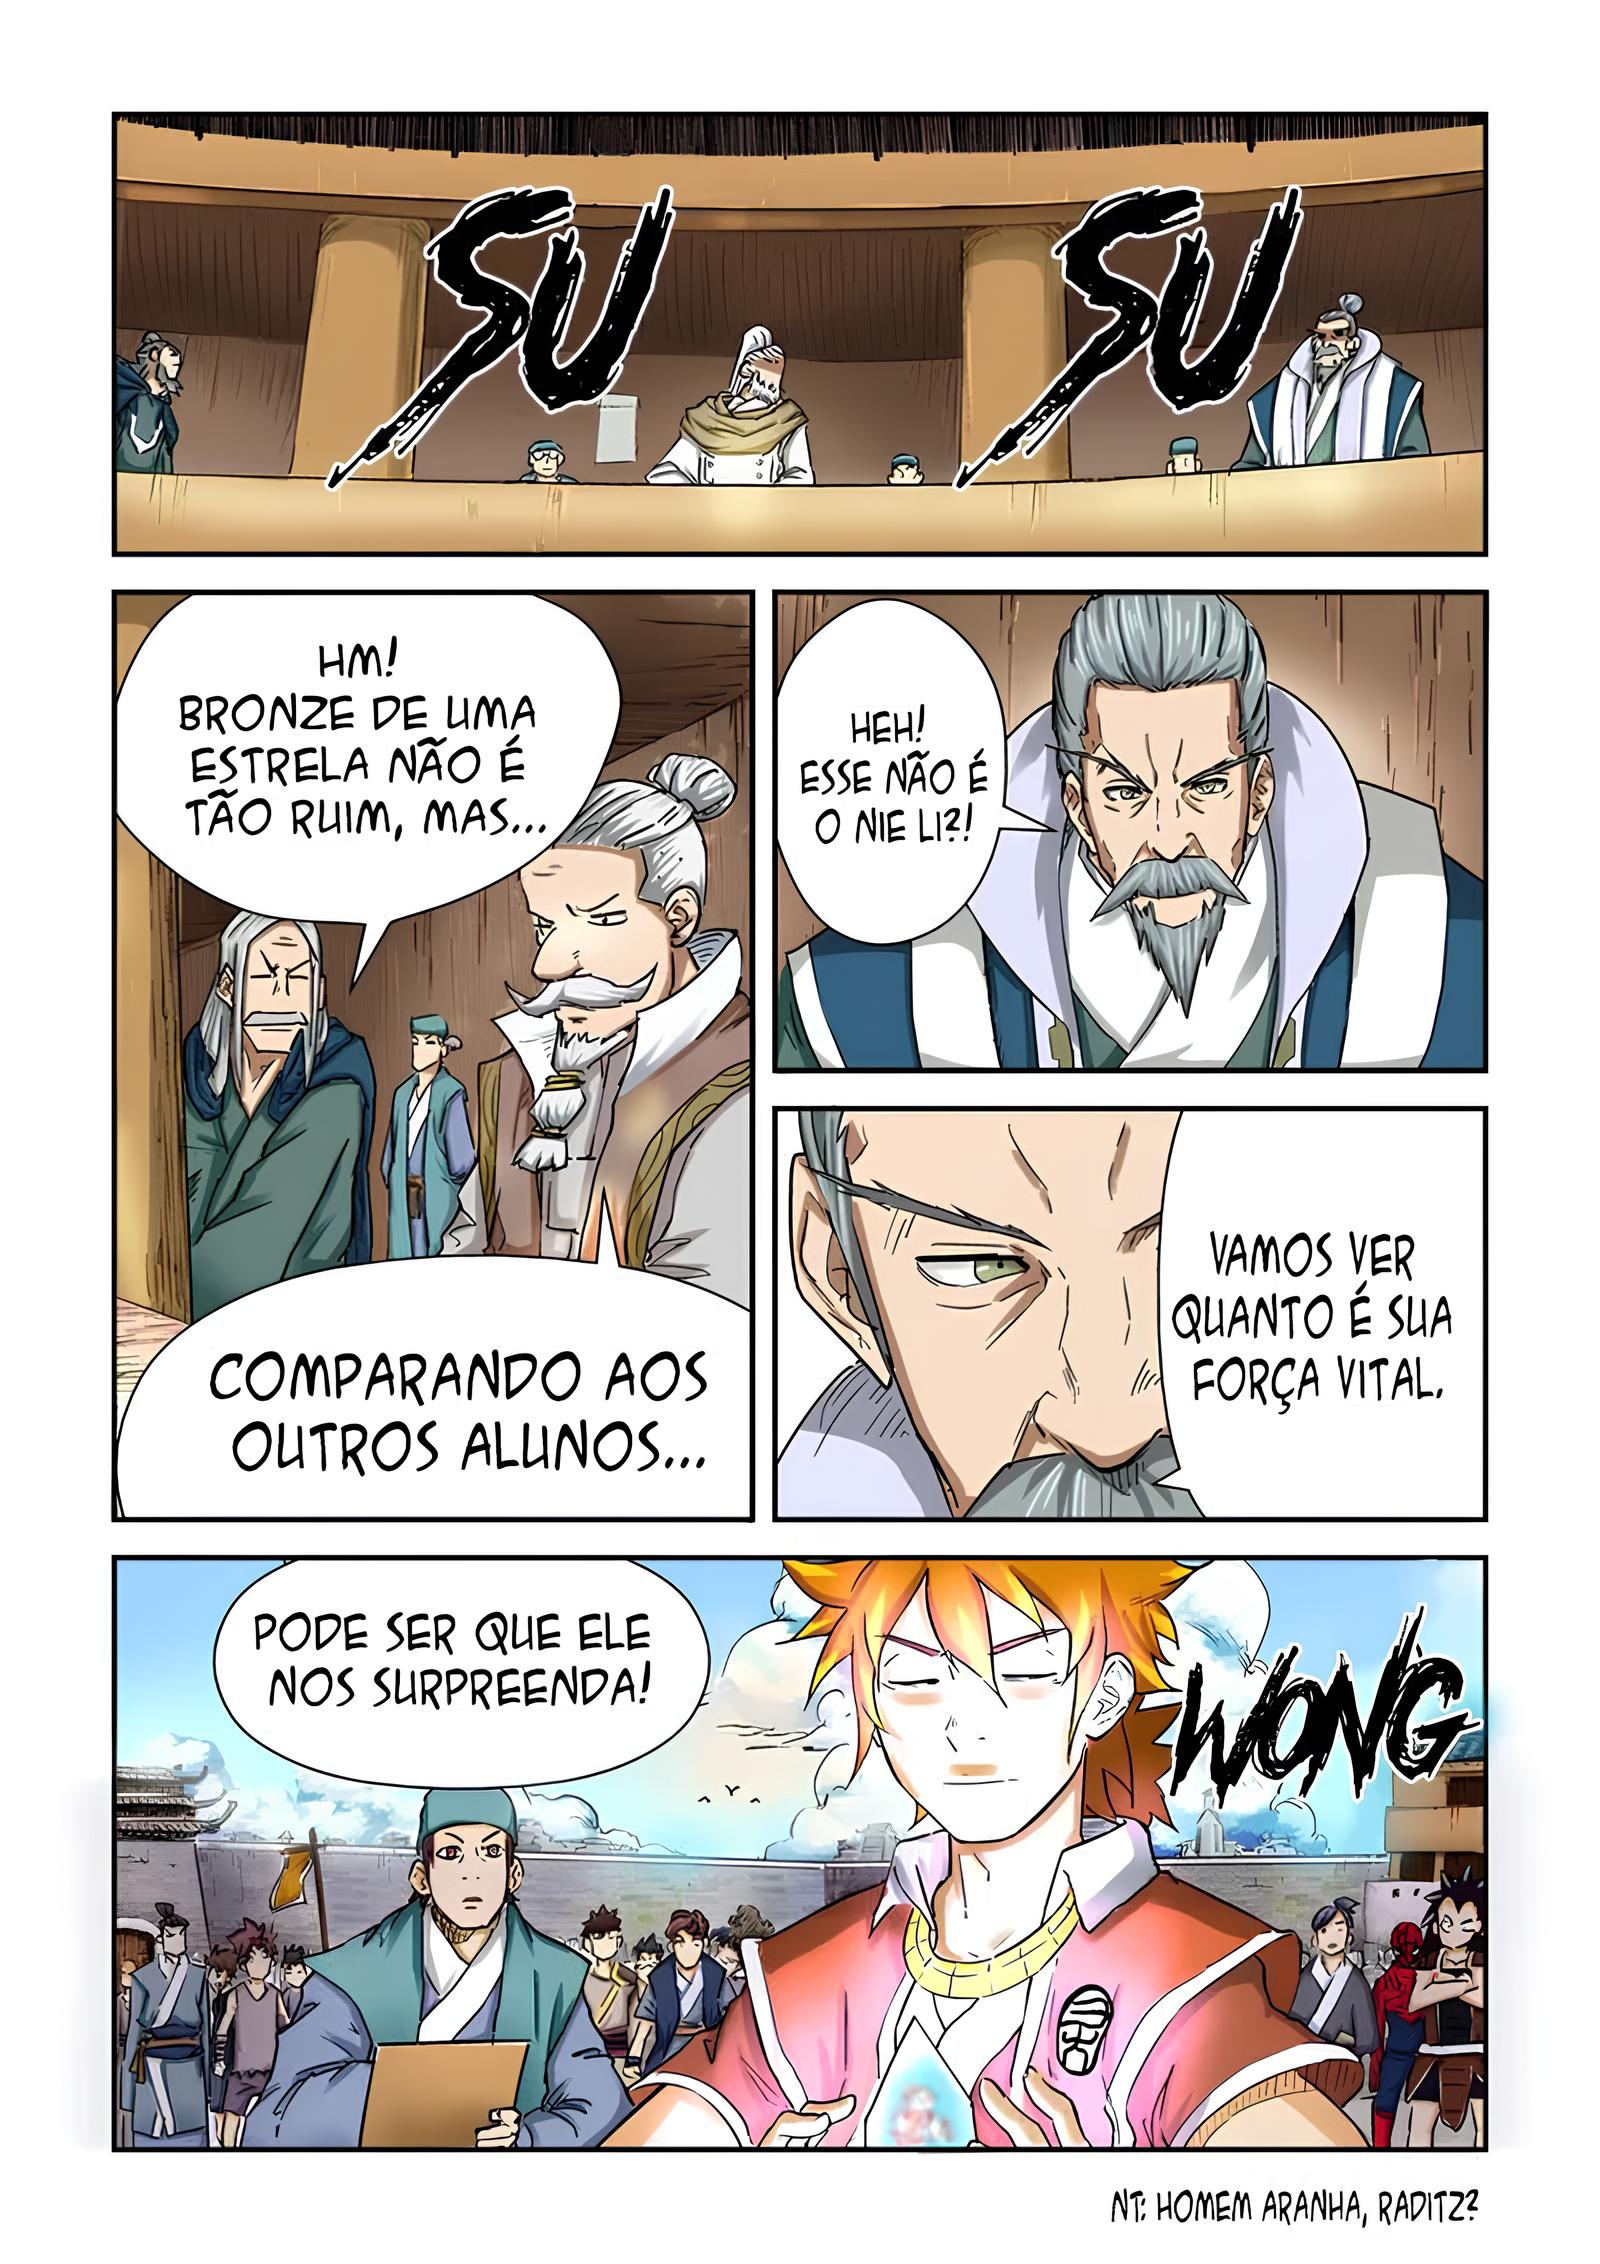 SU
SU
HM!
BRONZE DE UMA
ESTRELA NÃO É
TÃO RUIM, MAS...
HEH!
ESSE NÃO É
O NIE LI?!
COMPARANDO AOS
OUTROS ALUNOS...
VAMOS VER
QUANTO É SUA
FORÇA VITAL.
PODE SER QUE ELE
NOS SURPREENDA!
WONG
NT: HOMEM ARANHA, RADITZ?